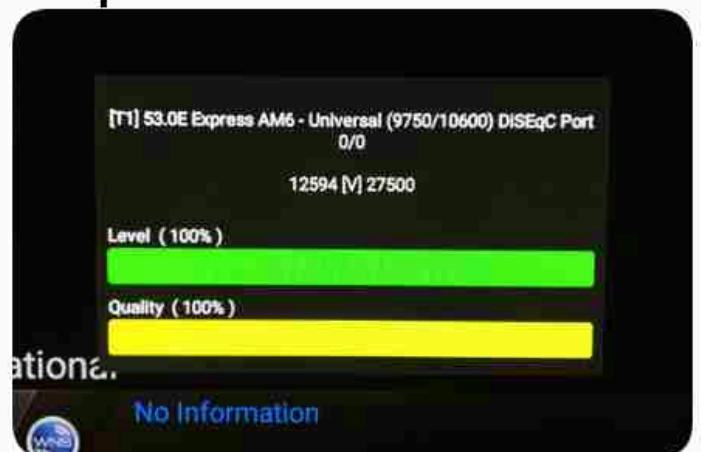 [T1] 53.0E Express AM6 - Universal (9750/10600) DiSEqC Port
0/0
12594 [V] 27500
Level (100%)
Quality (100%)
No Information
WNS